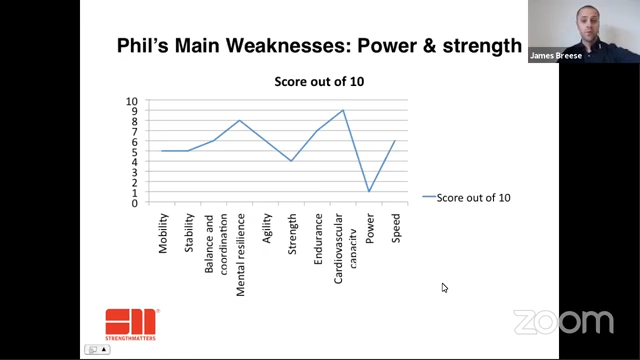 Phil's Main Weaknesses: Power & strength
James Breese
Score out of 10
10
9
8
7
6
5
4
3
2
1
0
Mobility
Stability
Balance and
coordination
Mental resilience
Agility
Strength
Endurance
Cardiovascular
capacity
Power
Speed
Score out of 10
STRENGTHMATTERS
®
zoom